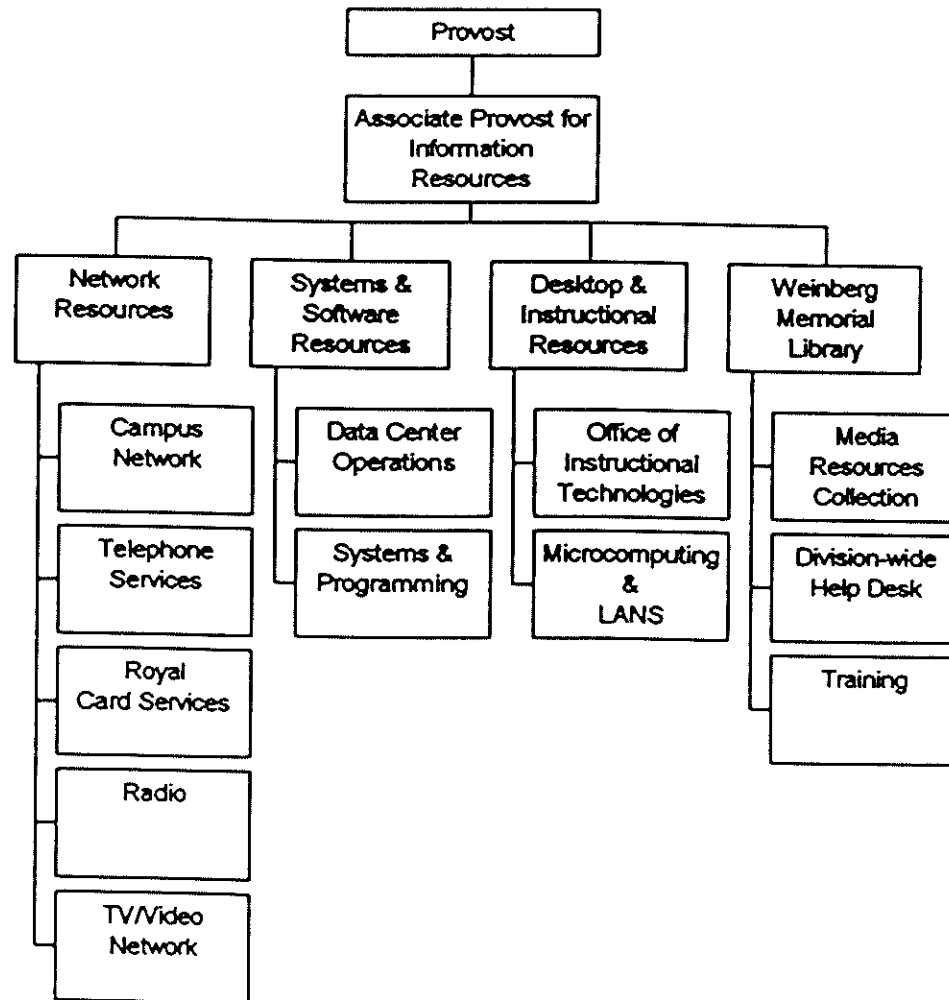 Provost
Associate Provost for
Information
Resources
Network
Resources
Campus
Network
Telephone
Services
Royal
Card Services
Radio
TV/Video
Network
Systems &
Software
Resources
Data Center
Operations
Systems &
Programming
Desktop &
Instructional
Resources
Office of
Instructional
Technologies
Microcomputing
&
LANS
Weinberg
Memorial
Library
Media
Resources
Collection
Division-wide
Help Desk
Training